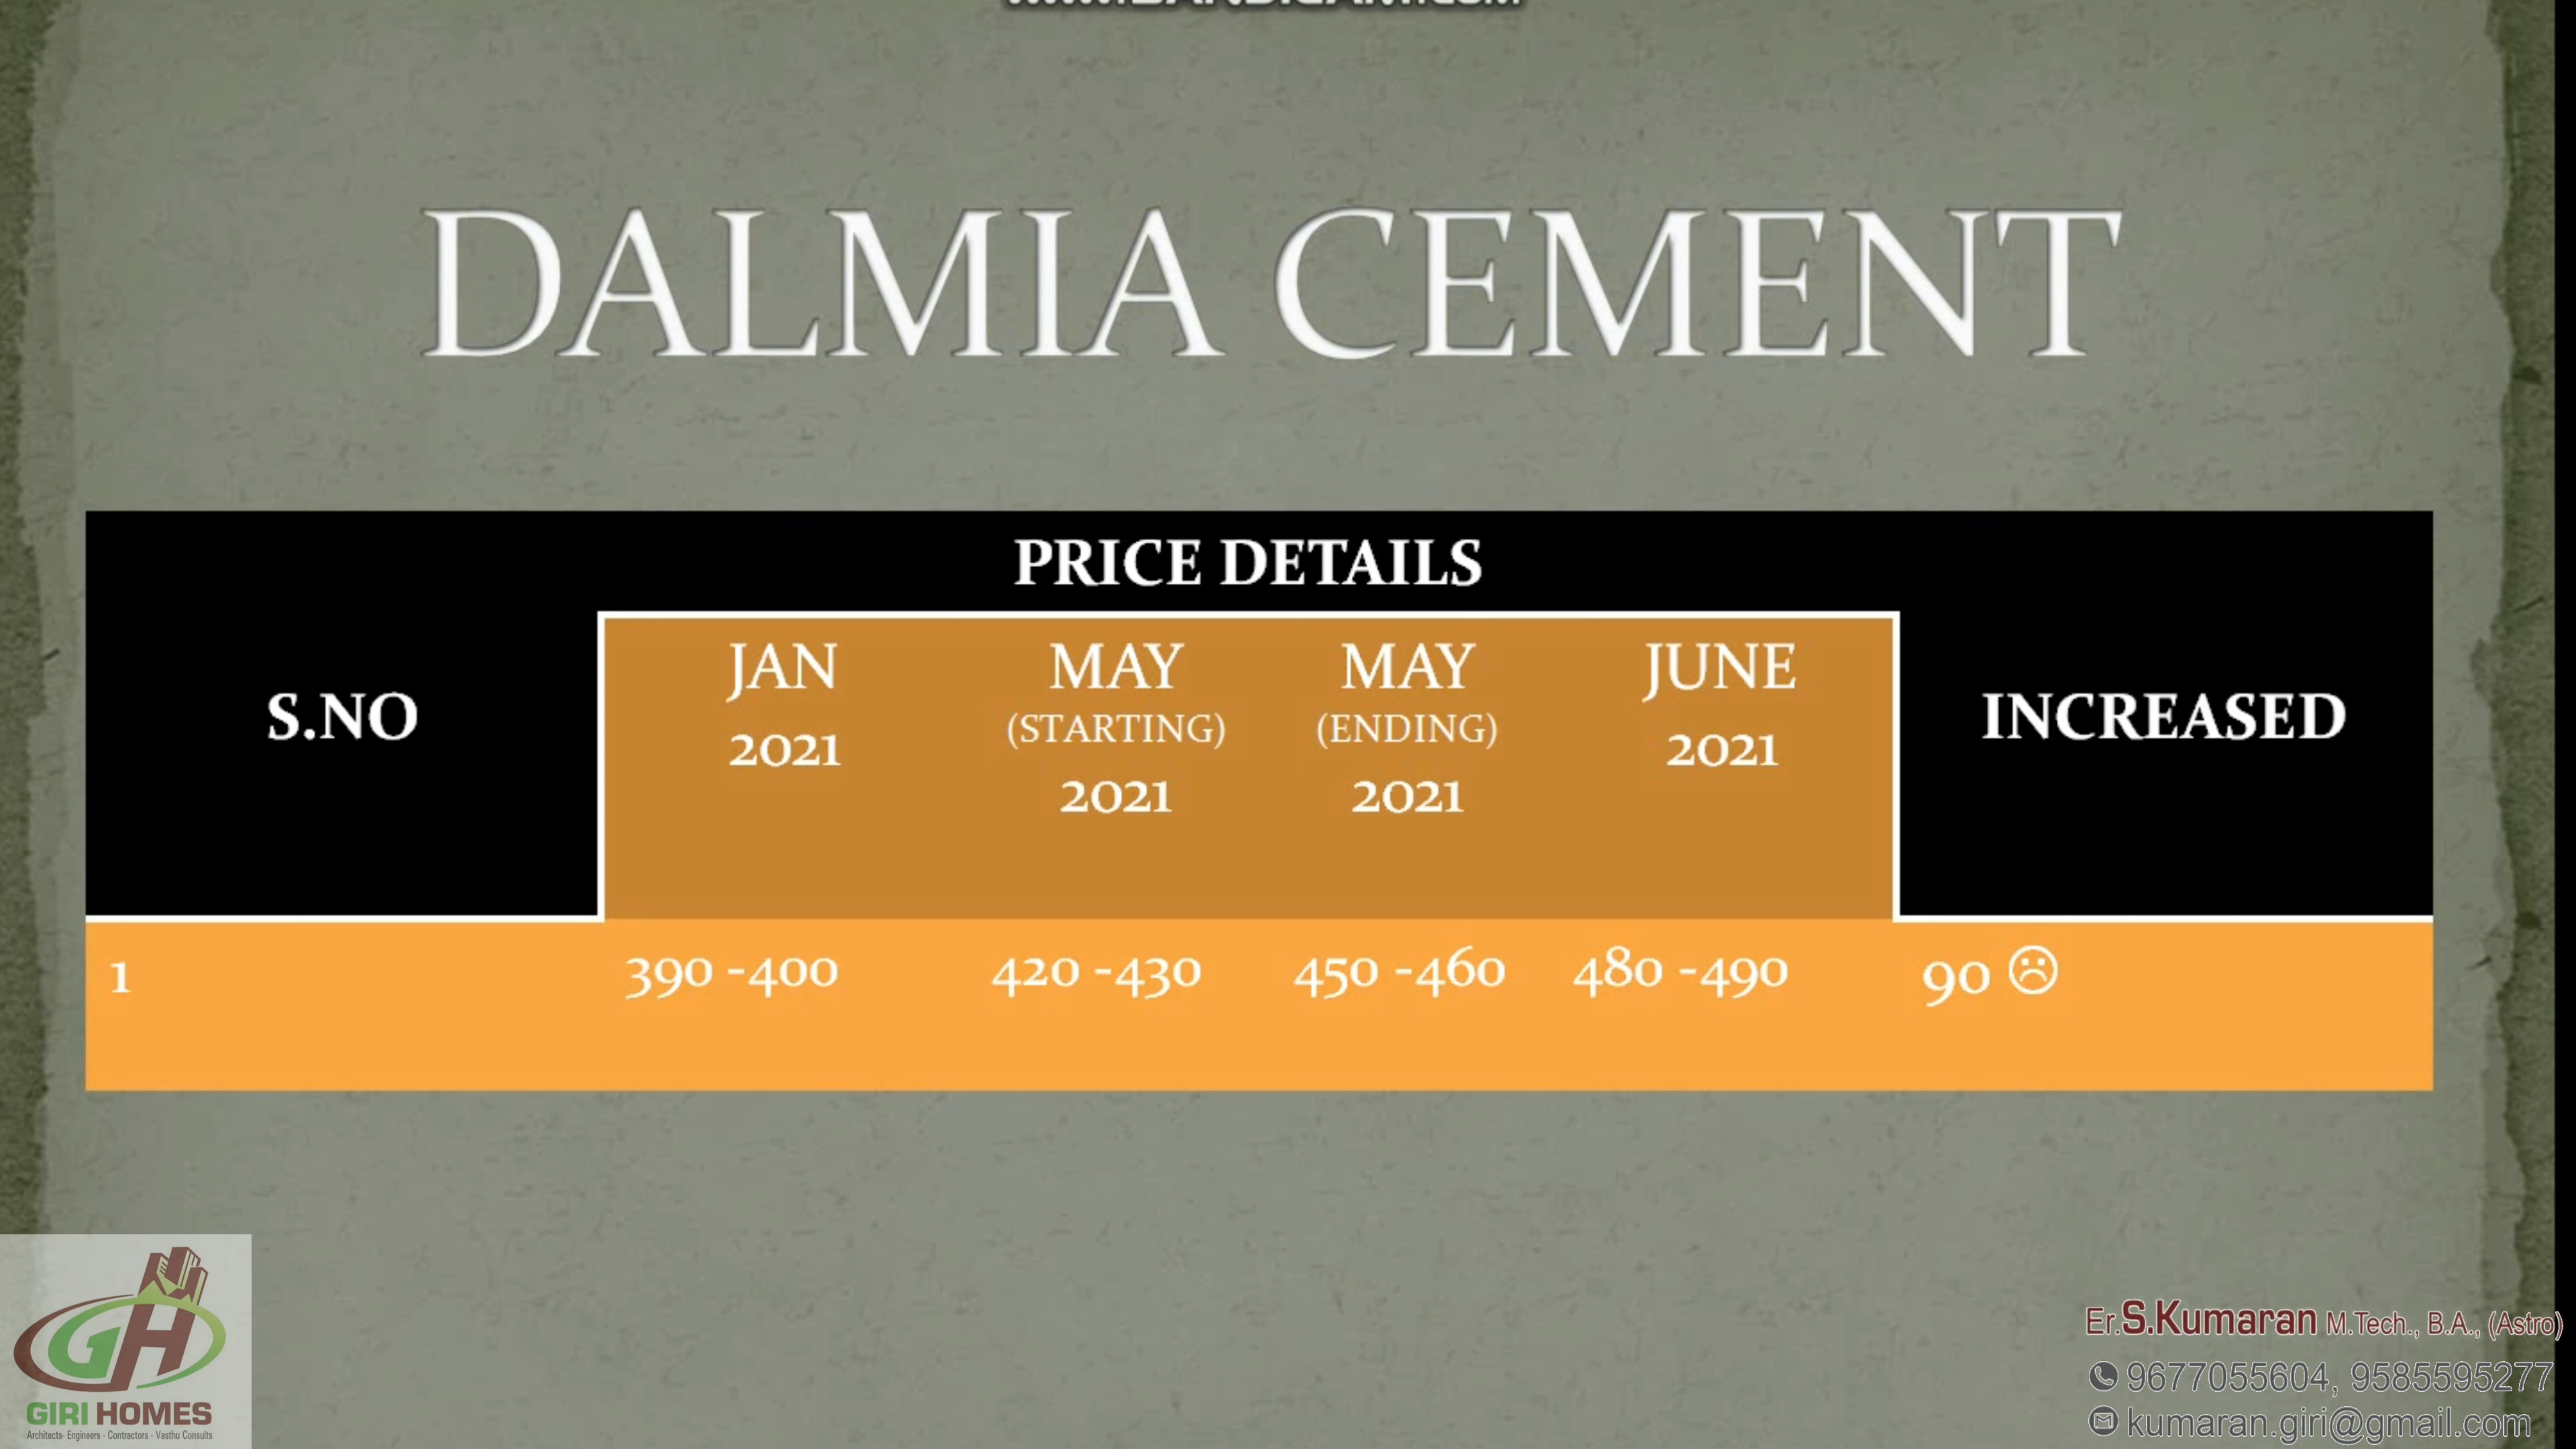 DALMIA CEMENT
PRICE DETAILS
S.NO
JAN
2021
MAY
(STARTING)
2021
MAY
(ENDING)
2021
JUNE
2021
INCREASED
1 390 -400 420 -430 450 -460 480 -490 90 ☹
GH
GIRI HOMES
Architects- Engineers - Contractors - Vasthu Consults
Er.S.Kumaran M.Tech., B.A., (Astro)
9677055604, 9585595277
kumaran.giri@gmail.com